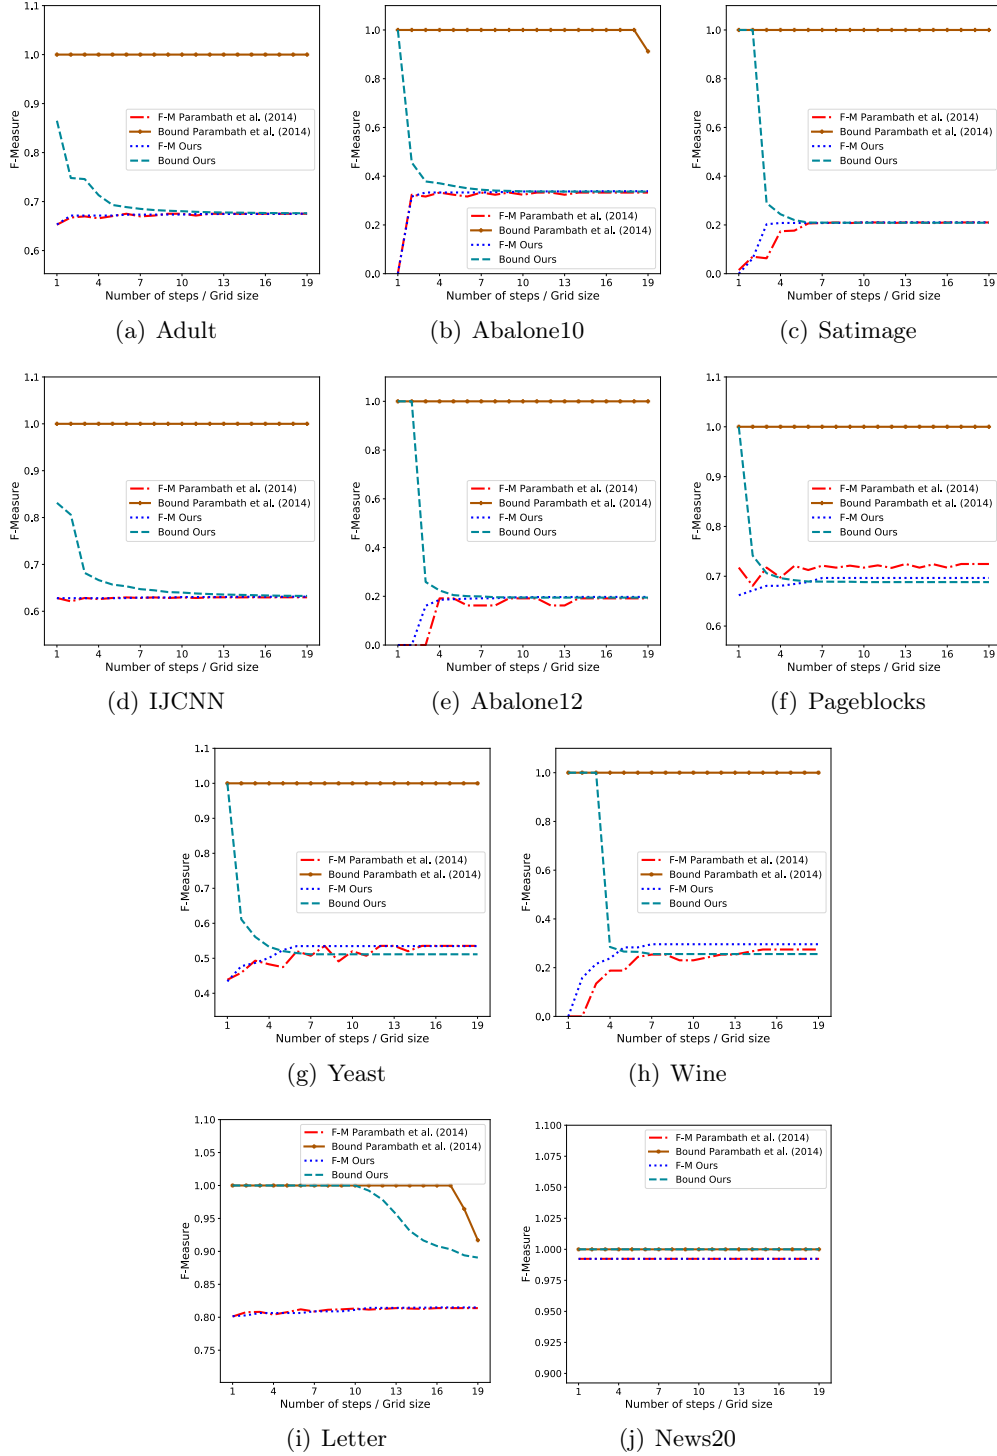 1.1
1.0
0.9
0.8
0.7
0.6
F-Measure
F-M Parambath et al. (2014)
Bound Parambath et al. (2014)
F-M Ours
Bound Ours
1 4 7 10 13 16 19
Number of steps / Grid size
(a) Adult
1.0
0.8
0.6
0.4
0.2
0.0
F-Measure
F-M Parambath et al. (2014)
Bound Parambath et al. (2014)
F-M Ours
Bound Ours
1 4 7 10 13 16 19
Number of steps / Grid size
(b) Abalone10
1.0
0.8
0.6
0.4
0.2
0.0
F-Measure
F-M Parambath et al. (2014)
Bound Parambath et al. (2014)
F-M Ours
Bound Ours
1 4 7 10 13 16 19
Number of steps / Grid size
(c) Satimage
1.1
1.0
0.9
0.8
0.7
0.6
F-Measure
F-M Parambath et al. (2014)
Bound Parambath et al. (2014)
F-M Ours
Bound Ours
1 4 7 10 13 16 19
Number of steps / Grid size
(d) IJCNN
1.0
0.8
0.6
0.4
0.2
0.0
F-Measure
F-M Parambath et al. (2014)
Bound Parambath et al. (2014)
F-M Ours
Bound Ours
1 4 7 10 13 16 19
Number of steps / Grid size
(e) Abalone12
1.1
1.0
0.9
0.8
0.7
0.6
F-Measure
F-M Parambath et al. (2014)
Bound Parambath et al. (2014)
F-M Ours
Bound Ours
1 4 7 10 13 16 19
Number of steps / Grid size
(f) Pageblocks
1.1
1.0
0.9
0.8
0.7
0.6
0.5
0.4
F-Measure
F-M Parambath et al. (2014)
Bound Parambath et al. (2014)
F-M Ours
Bound Ours
1 4 7 10 13 16 19
Number of steps / Grid size
(g) Yeast
1.0
0.8
0.6
0.4
0.2
0.0
F-Measure
F-M Parambath et al. (2014)
Bound Parambath et al. (2014)
F-M Ours
Bound Ours
1 4 7 10 13 16 19
Number of steps / Grid size
(h) Wine
1.10
1.05
1.00
0.95
0.90
0.85
0.80
0.75
F-Measure
F-M Parambath et al. (2014)
Bound Parambath et al. (2014)
F-M Ours
Bound Ours
1 4 7 10 13 16 19
Number of steps / Grid size
(i) Letter
1.100
1.075
1.050
1.025
1.000
0.975
0.950
0.925
0.900
F-Measure
F-M Parambath et al. (2014)
Bound Parambath et al. (2014)
F-M Ours
Bound Ours
1 4 7 10 13 16 19
Number of steps / Grid size
(j) News20